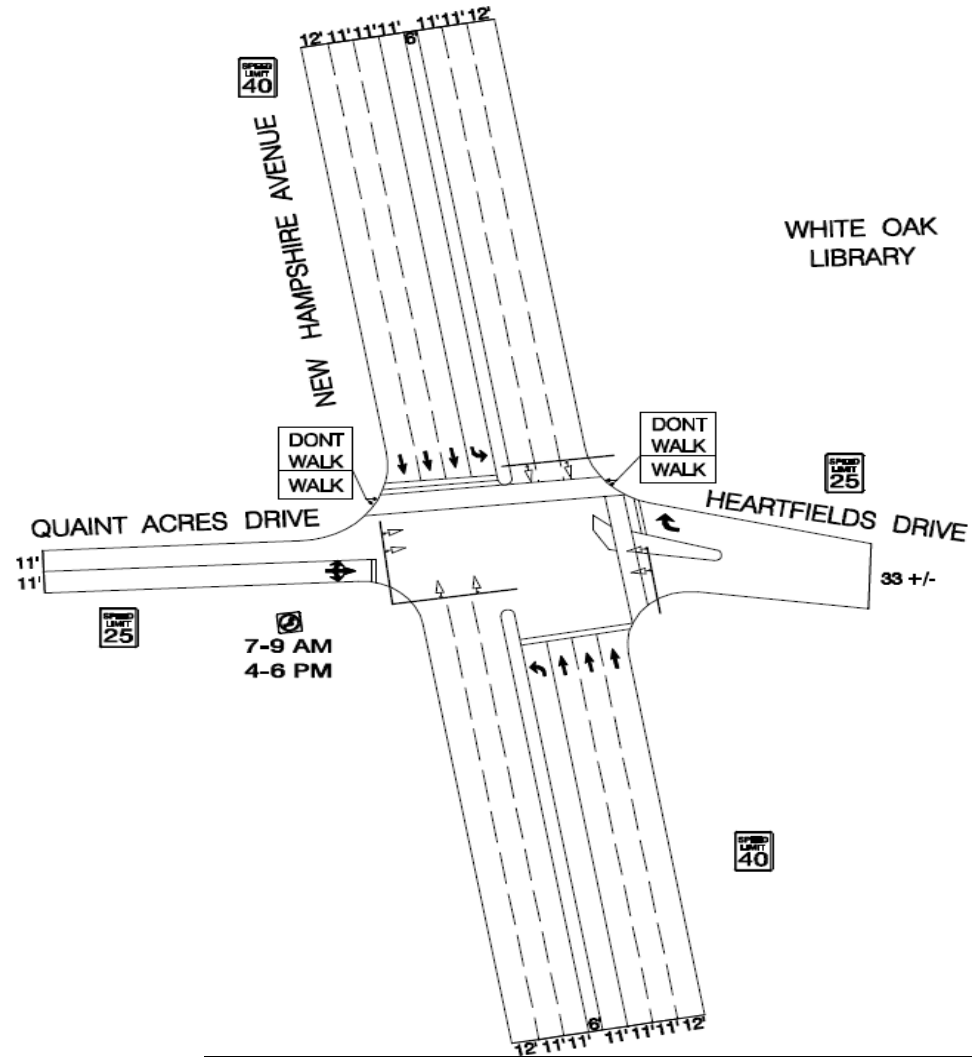 12' 11' 11' 11' 6' 11' 11' 12'
SPEED
LIMIT
40
NEW HAMPSHIRE AVENUE
WHITE OAK
LIBRARY
DONT
WALK
WALK
DONT
WALK
WALK
SPEED
LIMIT
25
QUAINT ACRES DRIVE
HEARTFIELDS DRIVE
11'
11'
33 +/-
SPEED
LIMIT
25
7-9 AM
4-6 PM
SPEED
LIMIT
40
12' 11' 11' 6' 11' 11' 11' 12'